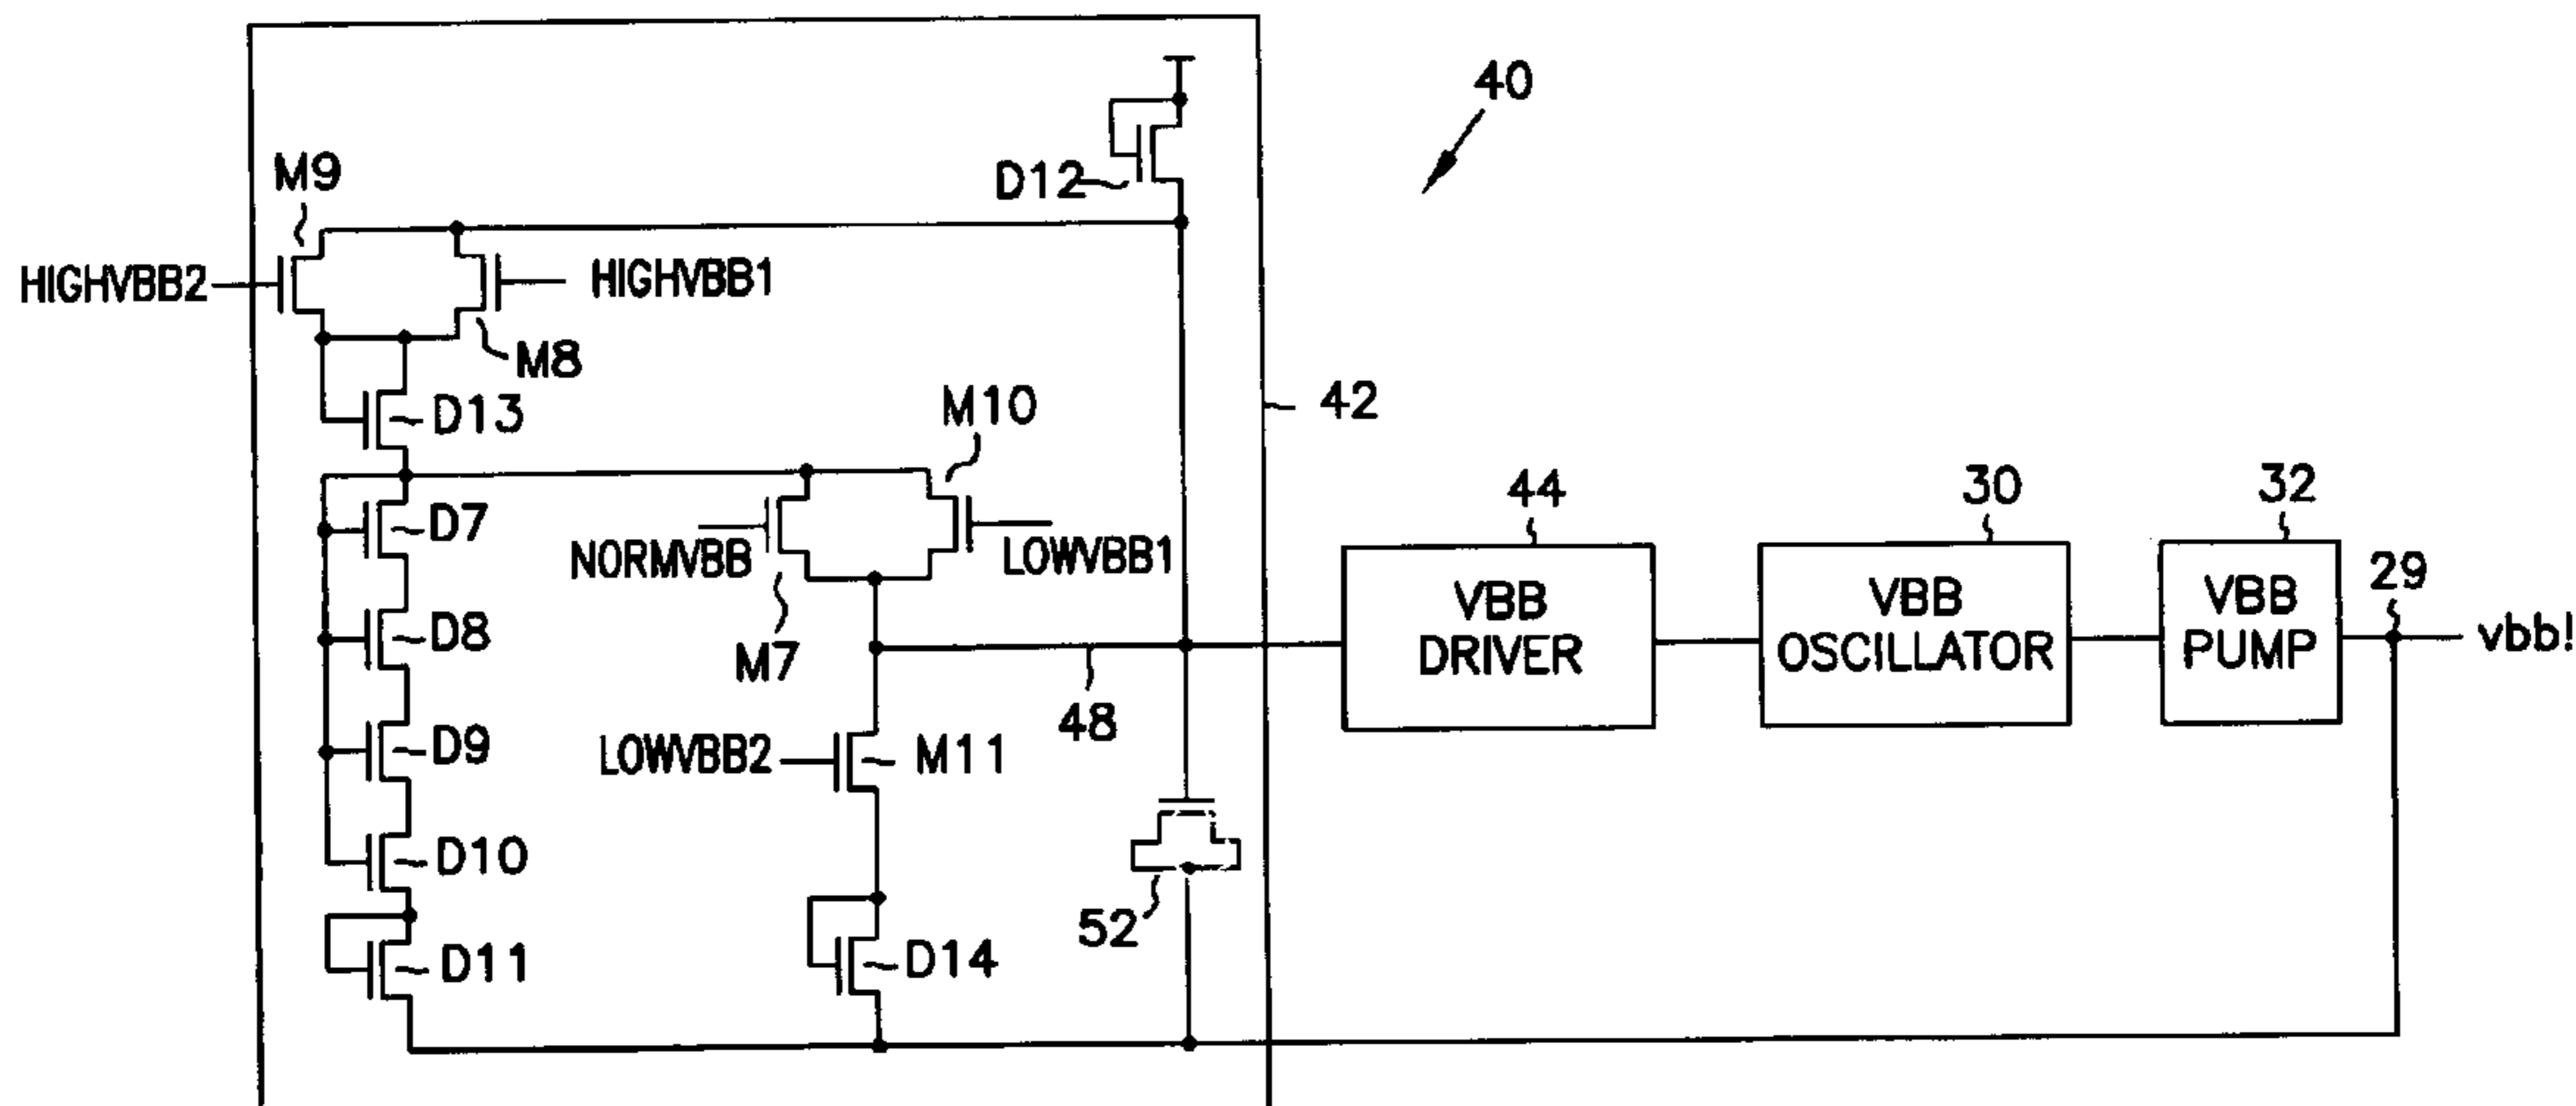 40
D12
M9
HIGHVBB2
HIGHVBB1
M8
D13
M10
42
D7
NORMVBB
LOWVBB1
M7
D8
48
44
VBB
DRIVER
30
VBB
OSCILLATOR
32
VBB
PUMP
29
vbb!
D9
LOWVBB2
M11
D10
52
D11
D14